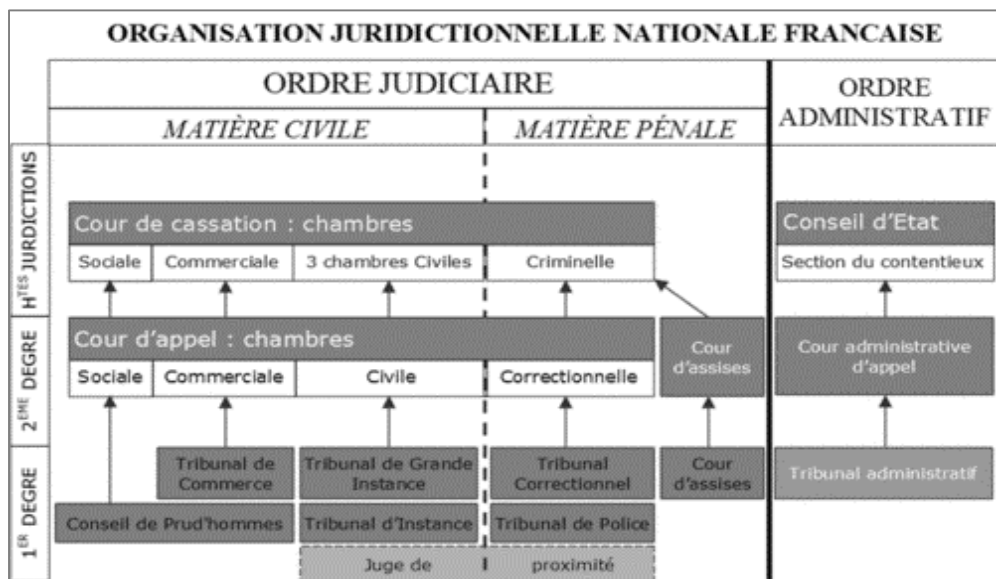 ORGANISATION JURIDICTIONNELLE NATIONALE FRANCAISE
ORDRE JUDICIAIRE
ORDRE
ADMINISTRATIF
MATIÈRE CIVILE
MATIÈRE PÉNALE
HTES JURDICTIONS
Cour de cassation : chambres
Conseil d'Etat
Sociale
Commerciale
3 chambres Civiles
Criminelle
Section du contentieux
2EME DEGRE
Cour d'appel : chambres
Cour
d'assises
Cour administrative
d'appel
Sociale
Commerciale
Civile
Correctionnelle
1ER DEGRE
Tribunal de
Commerce
Tribunal de Grande
Instance
Tribunal
Correctionnel
Cour
d'assises
Tribunal administratif
Conseil de Prud'hommes
Tribunal d'Instance
Tribunal de Police
Juge de proximité